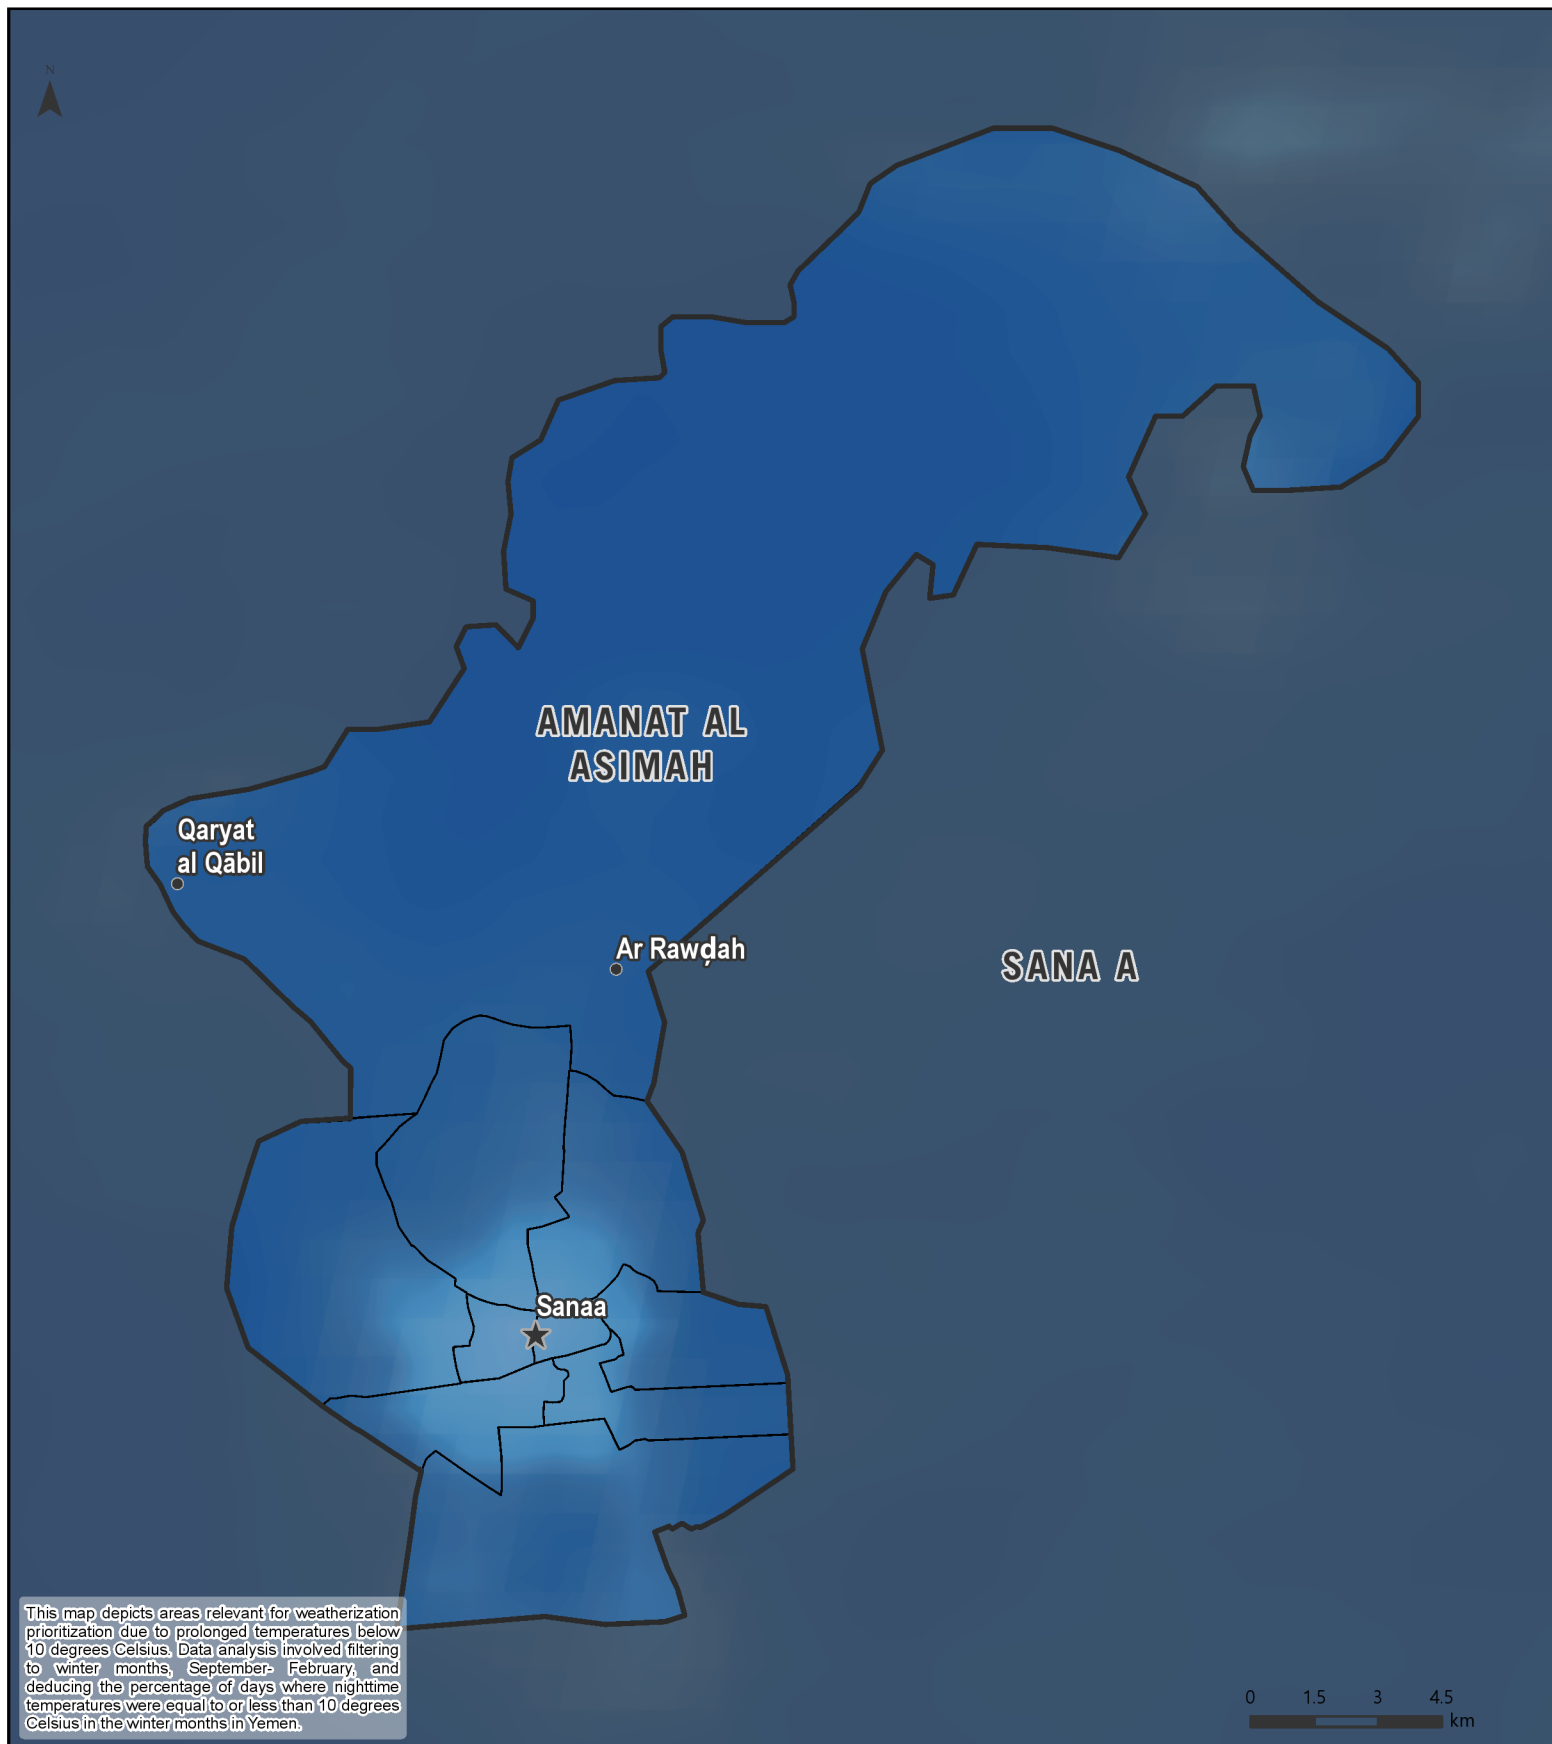 N
AMANAT AL
ASIMAH
Qaryat
al Qābil
Ar Rawḍah
SANA A
Sanaa
This map depicts areas relevant for weatherization
prioritization due to prolonged temperatures below
10 degrees Celsius. Data analysis involved filtering
to winter months, September- February, and
deducing the percentage of days where nighttime
temperatures were equal to or less than 10 degrees
Celsius in the winter months in Yemen.
0 1.5 3 4.5
km